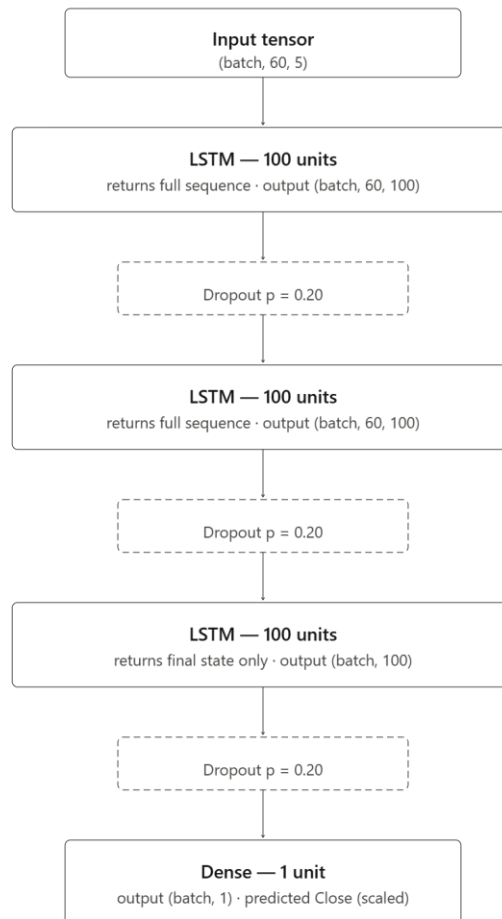 Input tensor
(batch, 60, 5)
LSTM — 100 units
returns full sequence · output (batch, 60, 100)
Dropout p = 0.20
LSTM — 100 units
returns full sequence · output (batch, 60, 100)
Dropout p = 0.20
LSTM — 100 units
returns final state only · output (batch, 100)
Dropout p = 0.20
Dense — 1 unit
output (batch, 1) · predicted Close (scaled)